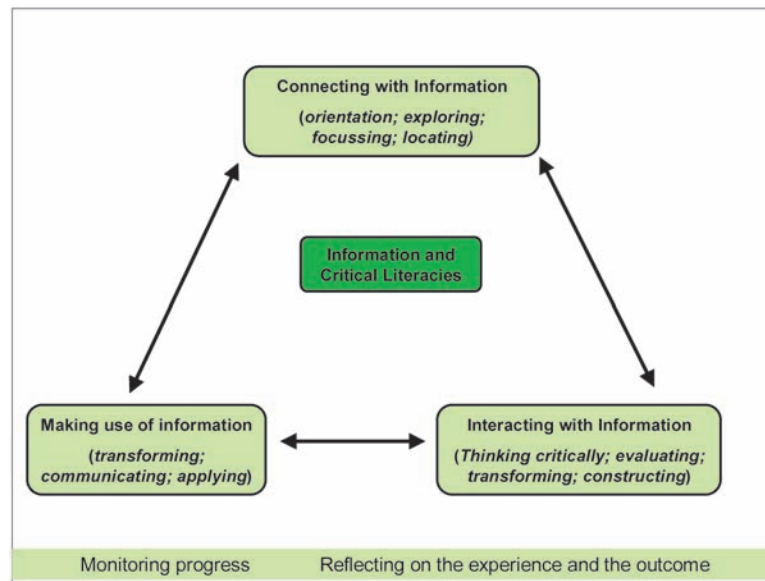 Connecting with Information
(orientation; exploring;
focussing; locating)
Information and
Critical Literacies
Making use of information
(transforming;
communicating; applying)
Interacting with Information
(Thinking critically; evaluating;
transforming; constructing)
Monitoring progress
Reflecting on the experience and the outcome